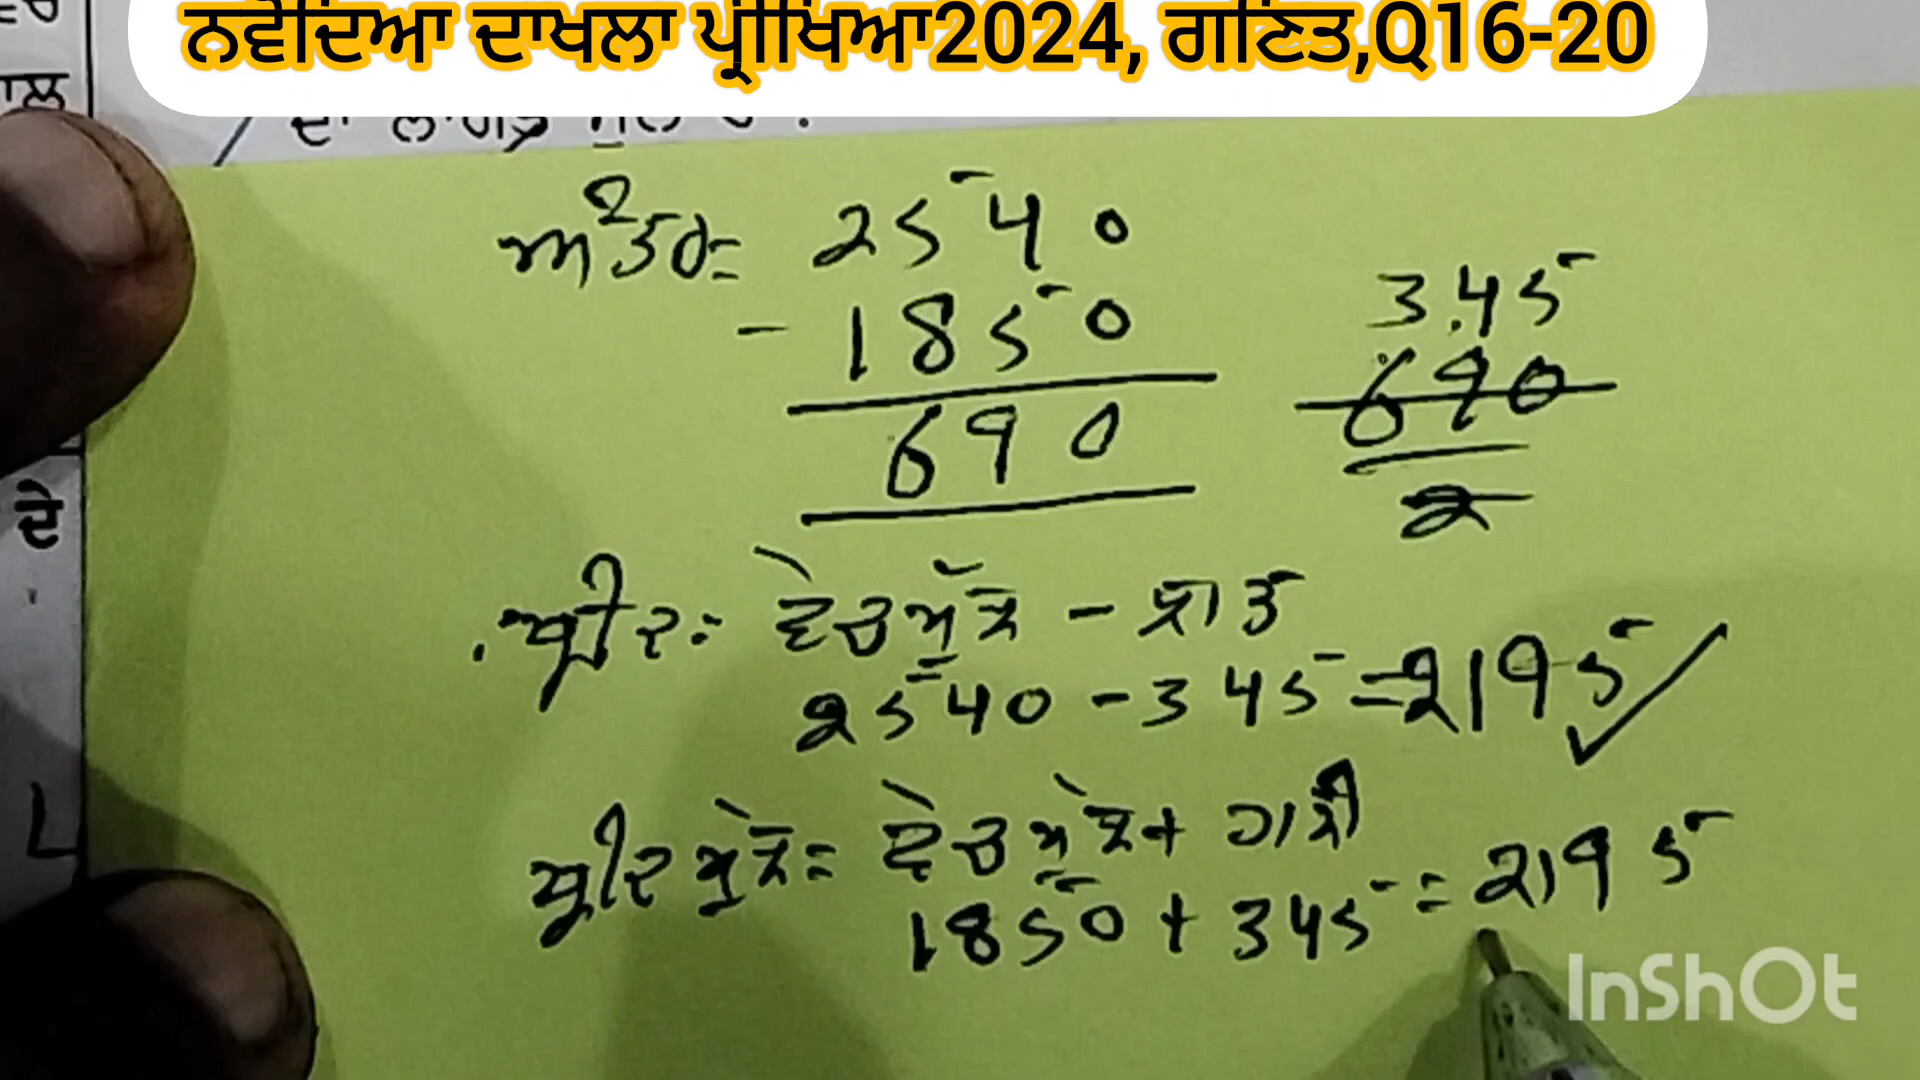 ਨਵੋਦਿਆ ਦਾਖਲਾ ਪ੍ਰੀਖਿਆ2024, ਗਣਿਤ,Q16-20
ਾਲ
ਦੇ
ਅੰਤਰ= 2540
- 1850
690
345
690
2
ਖ੍ਰੀਦ= ਵੇਚ ਮੁੱਲ -
2540 - 345 = 2195
ਖ੍ਰੀਦ ਮੁੱਲ = ਵੇਚ ਮੁੱਲ +
1850 + 345 = 2195
InShOt